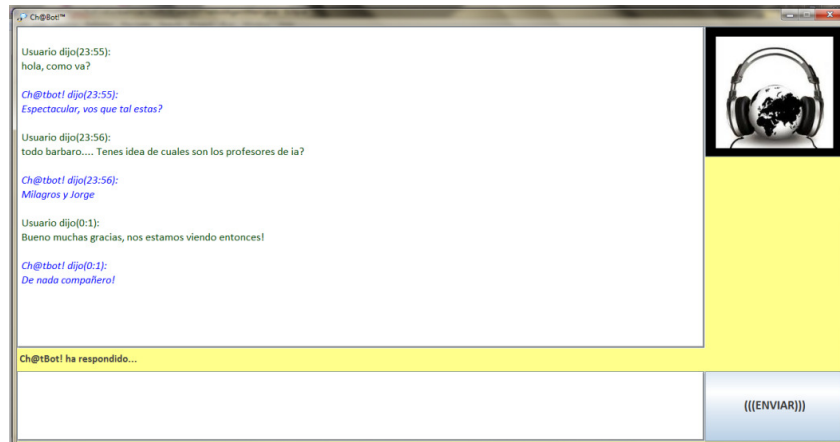 Ch@Bot!™
Usuario dijo(23:55):
hola, como va?
Ch@tbot! dijo(23:55):
Espectacular, vos que tal estas?
Usuario dijo(23:56):
todo barbaro.... Tenes idea de cuales son los profesores de ia?
Ch@tbot! dijo(23:56):
Milagros y Jorge
Usuario dijo(0:1):
Bueno muchas gracias, nos estamos viendo entonces!
Ch@tbot! dijo(0:1):
De nada compañero!
Ch@tBot! ha respondido...
(((ENVIAR)))